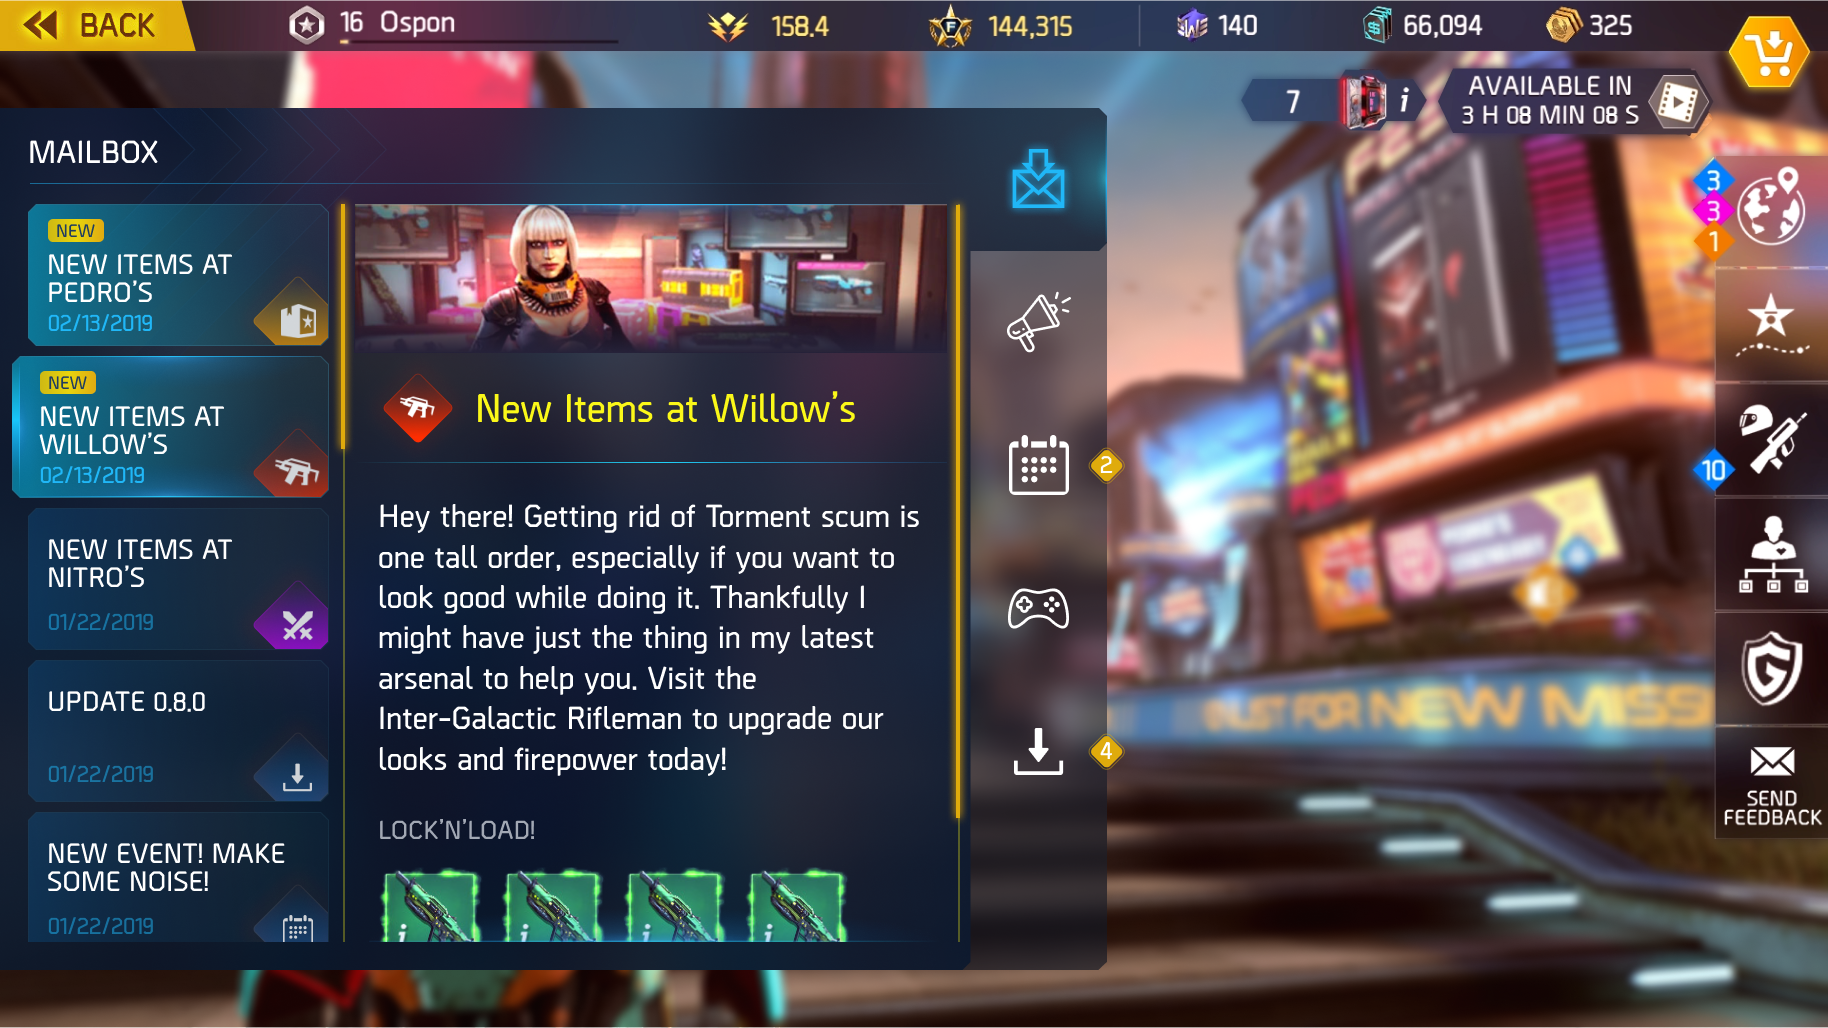 BACK
16 Ospon
158.4
144,315
140
66,094
325
7
i
AVAILABLE IN
3 H 08 MIN 08 S
MAILBOX
NEW
NEW ITEMS AT
PEDRO'S
02/13/2019
NEW
NEW ITEMS AT
WILLOW'S
02/13/2019
NEW ITEMS AT
NITRO'S
01/22/2019
UPDATE 0.8.0
01/22/2019
NEW EVENT! MAKE
SOME NOISE!
01/22/2019
New Items at Willow's
Hey there! Getting rid of Torment scum is
one tall order, especially if you want to
look good while doing it. Thankfully I
might have just the thing in my latest
arsenal to help you. Visit the
Inter-Galactic Rifleman to upgrade our
looks and firepower today!
LOCK'N'LOAD!
i
i
i
i
2
4
3
3
1
10
G
SEND
FEEDBACK
FOR NEW MISS